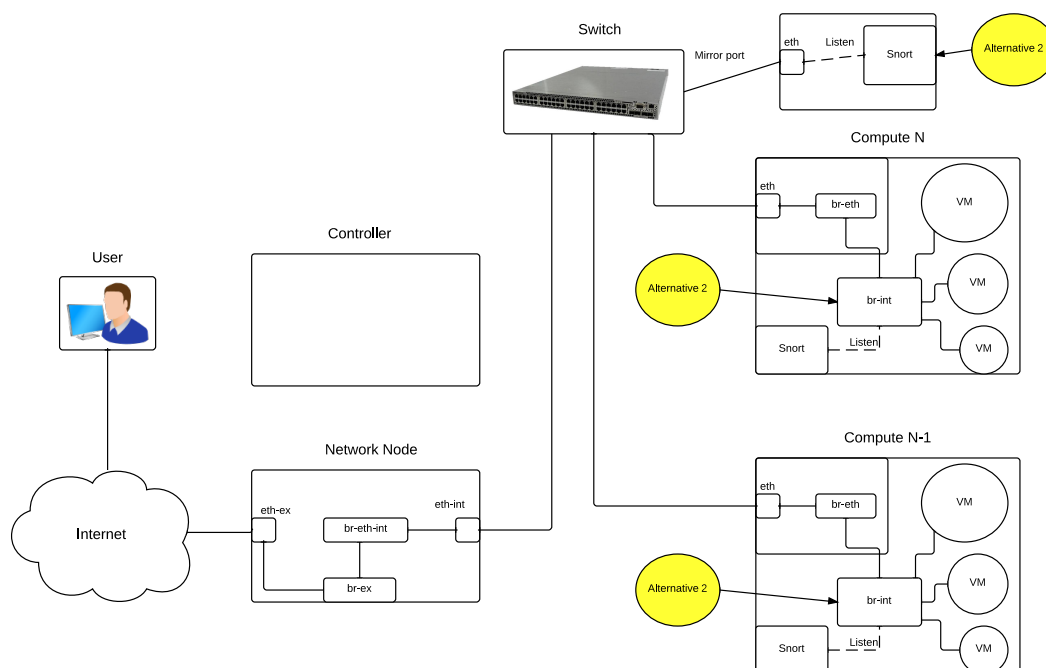 Switch
Mirror port
eth
Listen
Snort
Alternative 2
Compute N
eth
br-eth
VM
Alternative 2
br-int
VM
Snort
Listen
VM
Controller
User
Compute N-1
eth
br-eth
VM
Alternative 2
br-int
VM
Snort
Listen
VM
Network Node
eth-ex
eth-int
br-eth-int
br-ex
Internet